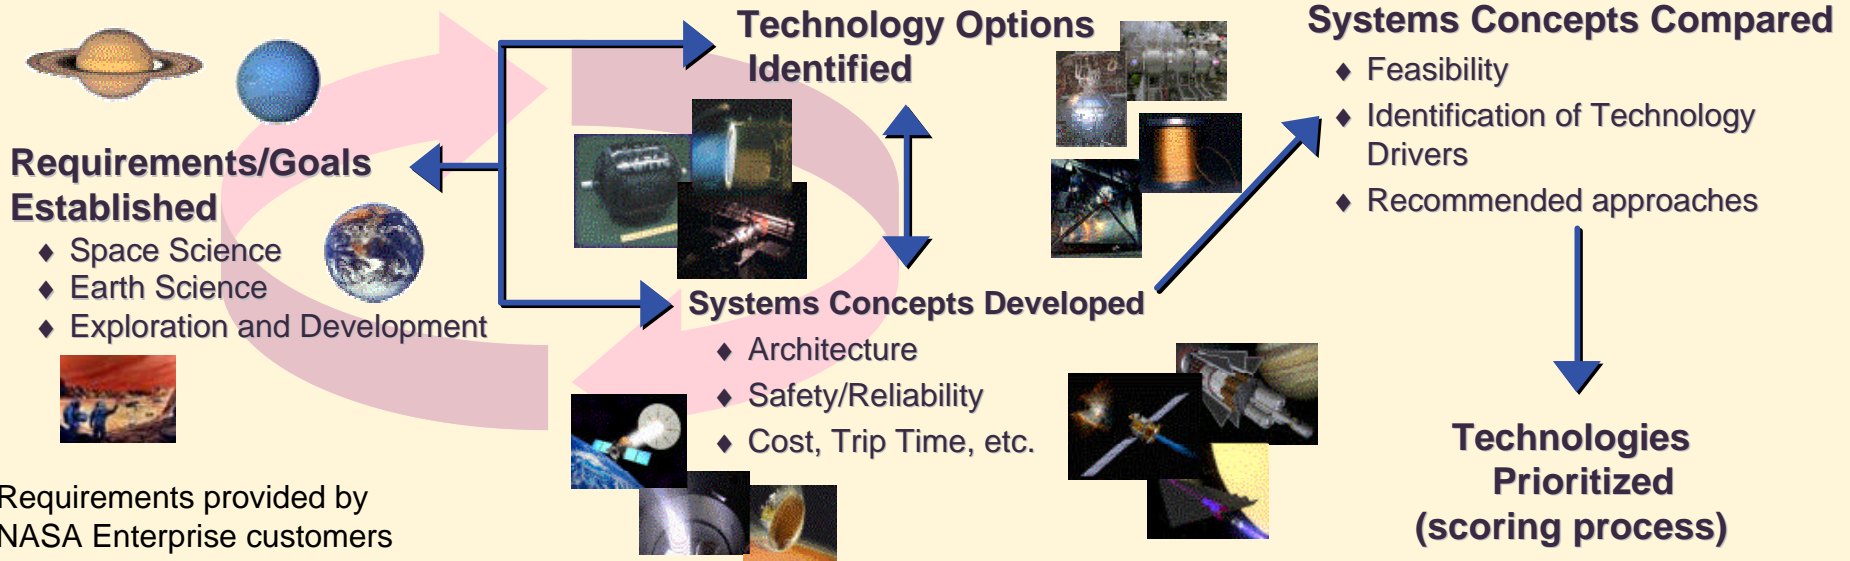 Requirements/Goals
Established
♦ Space Science
♦ Earth Science
♦ Exploration and Development
Requirements provided by
NASA Enterprise customers
Technology Options
Identified
Systems Concepts Developed
♦ Architecture
♦ Safety/Reliability
♦ Cost, Trip Time, etc.
Systems Concepts Compared
♦ Feasibility
♦ Identification of Technology
Drivers
♦ Recommended approaches
Technologies
Prioritized
(scoring process)